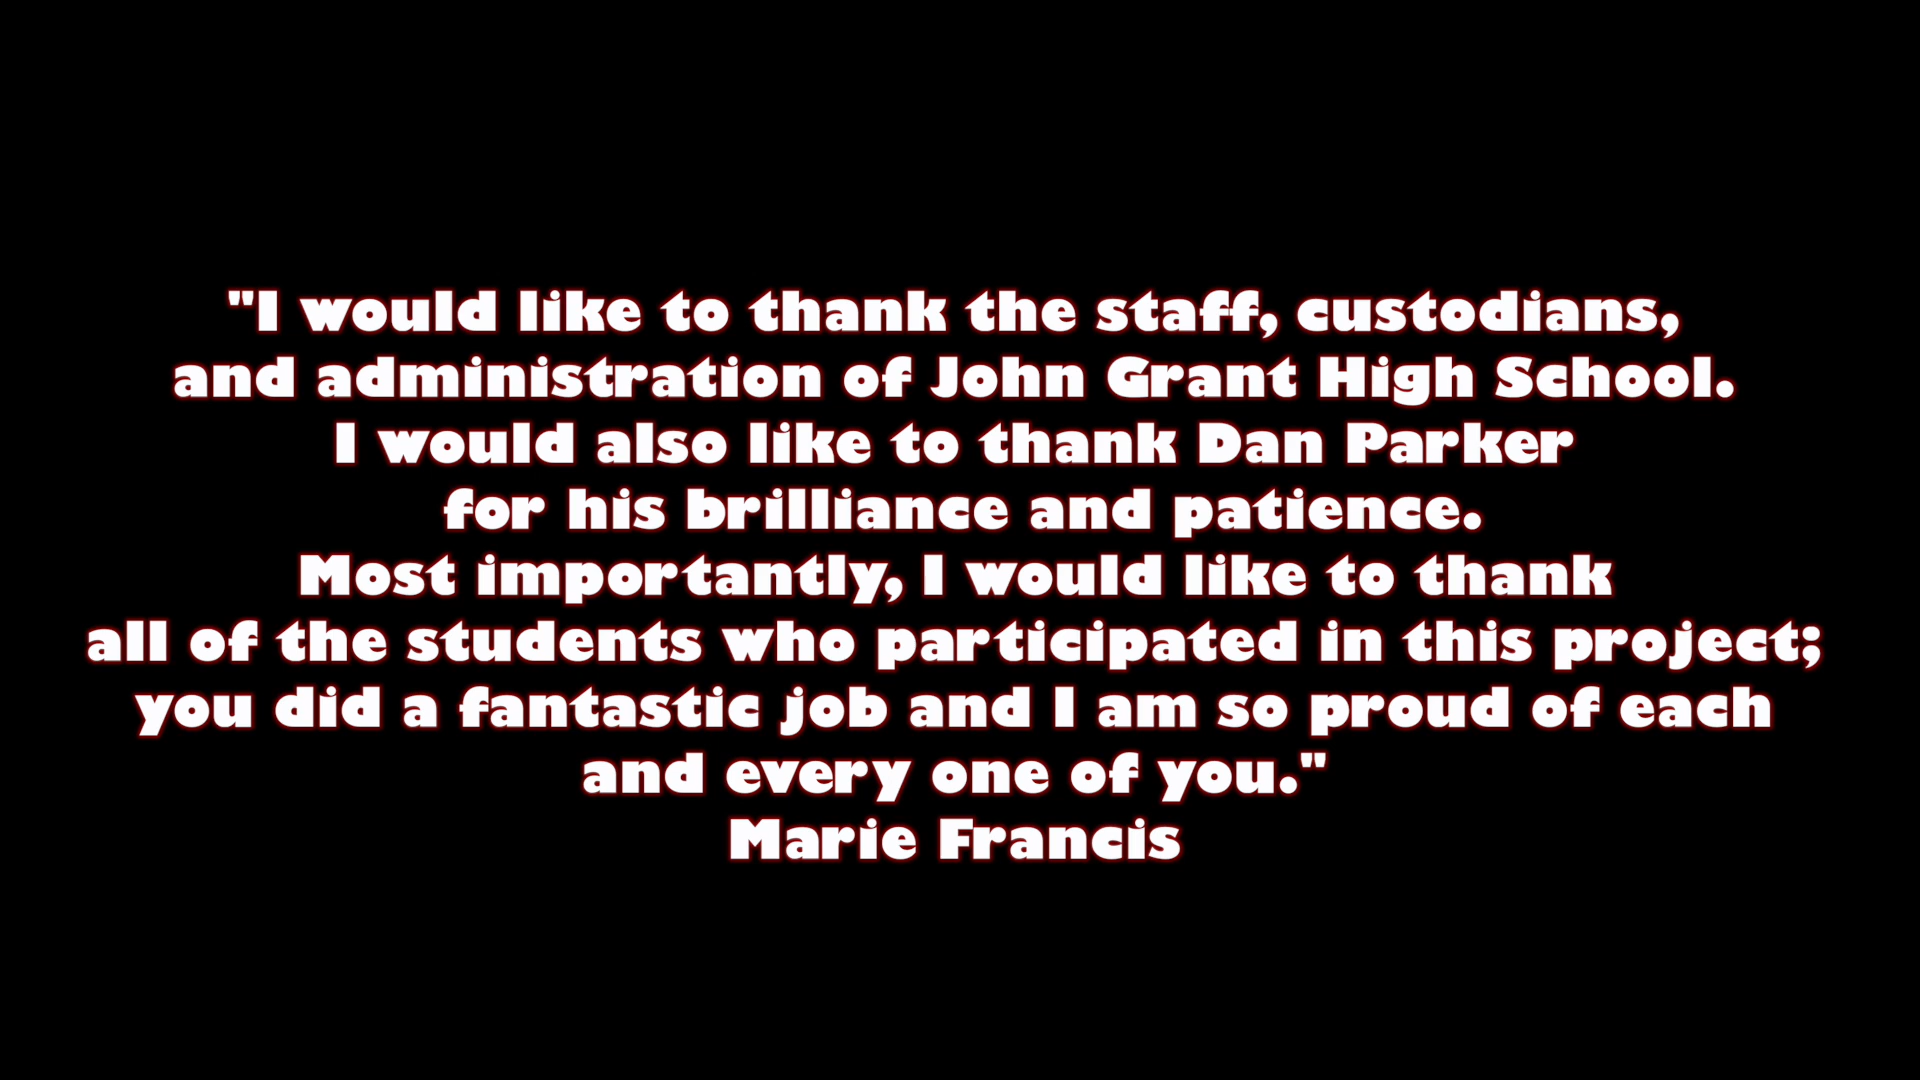 "I would like to thank the staff, custodians,
and administration of John Grant High School.
I would also like to thank Dan Parker
for his brilliance and patience.
Most importantly, I would like to thank
all of the students who participated in this project;
you did a fantastic job and I am so proud of each
and every one of you."
Marie Francis